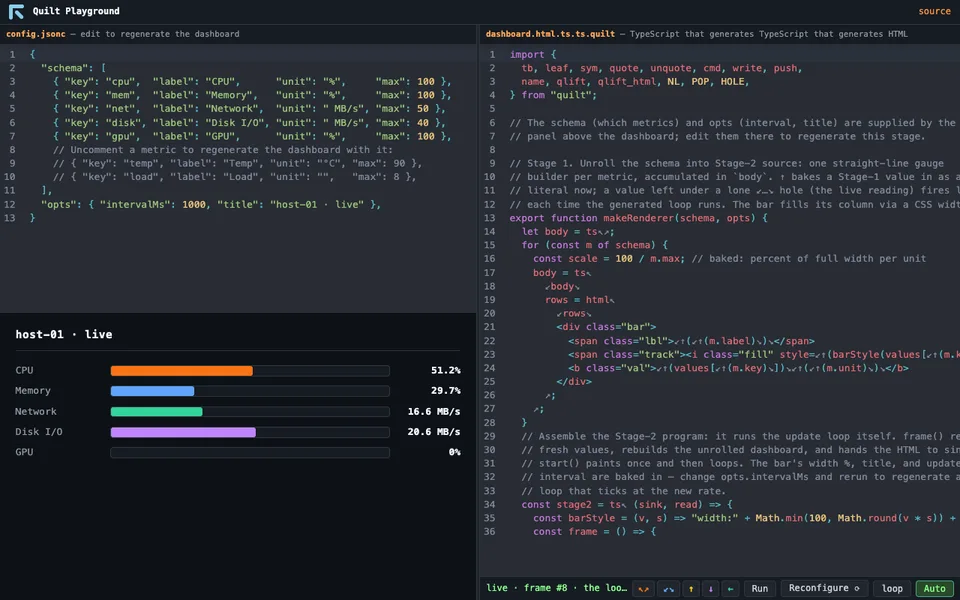 Quilt Playground
source
config.jsonc — edit to regenerate the dashboard
1 {
2 "schema": [
3 { "key": "cpu", "label": "CPU", "unit": "%", "max": 100 },
4 { "key": "mem", "label": "Memory", "unit": "%", "max": 100 },
5 { "key": "net", "label": "Network", "unit": " MB/s", "max": 50 },
6 { "key": "disk", "label": "Disk I/O", "unit": " MB/s", "max": 40 },
7 { "key": "gpu", "label": "GPU", "unit": "%", "max": 100 },
8 // Uncomment a metric to regenerate the dashboard with it:
9 // { "key": "temp", "label": "Temp", "unit": "°C", "max": 90 },
10 // { "key": "load", "label": "Load", "unit": "", "max": 8 },
11 ],
12 "opts": { "intervalMs": 1000, "title": "host-01 · live" },
13 }
host-01 · live
CPU 51.2%
Memory 29.7%
Network 16.6 MB/s
Disk I/O 20.6 MB/s
GPU 0%
dashboard.html.ts.ts.quilt — TypeScript that generates TypeScript that generates HTML
1 import {
2 tb, leaf, sym, quote, unquote, cmd, write, push,
3 name, qlift, qlift_html, NL, POP, HOLE,
4 } from "quilt";
5
6 // The schema (which metrics) and opts (interval, title) are supplied by the
7 // panel above the dashboard; edit them there to regenerate this stage.
8
9 // Stage 1. Unroll the schema into Stage-2 source: one straight-line gauge
10 // builder per metric, accumulated in `body`. ↑ bakes a Stage-1 value in as a
11 // literal now; a value left under a lone ↙…↘ hole (the live reading) fires l
12 // each time the generated loop runs. The bar fills its column via a CSS widt
13 export function makeRenderer(schema, opts) {
14 let body = ts↖↗;
15 for (const m of schema) {
16 const scale = 100 / m.max; // baked: percent of full width per unit
17 body = ts↖
18 ↙body↘
19 rows = html↖
20 ↙rows↘
21 <div class="bar">
22 <span class="lbl">↙↑(↙↑(m.label)↘)↘</span>
23 <span class="track"><i class="fill" style=↙↑(barStyle(values[↙↑(m.k
24 <b class="val">↙↑(values[↙↑(m.key)↘])↘↙↑(↙↑(m.unit)↘)↘</b>
25 </div>
26 ↗;
27 ↗;
28 }
29 // Assemble the Stage-2 program: it runs the update loop itself. frame() re
30 // fresh values, rebuilds the unrolled dashboard, and hands the HTML to sin
31 // start() paints once and then loops. The bar's width %, title, and update
32 // interval are baked in — change opts.intervalMs and rerun to regenerate a
33 // loop that ticks at the new rate.
34 const stage2 = ts↖ (sink, read) => {
35 const barStyle = (v, s) => "width:" + Math.min(100, Math.round(v * s)) +
36 const frame = () => {
live · frame #8 · the loo… ↖↗ ↙↘ ↑ ↓ ← Run Reconfigure ⟳ loop Auto